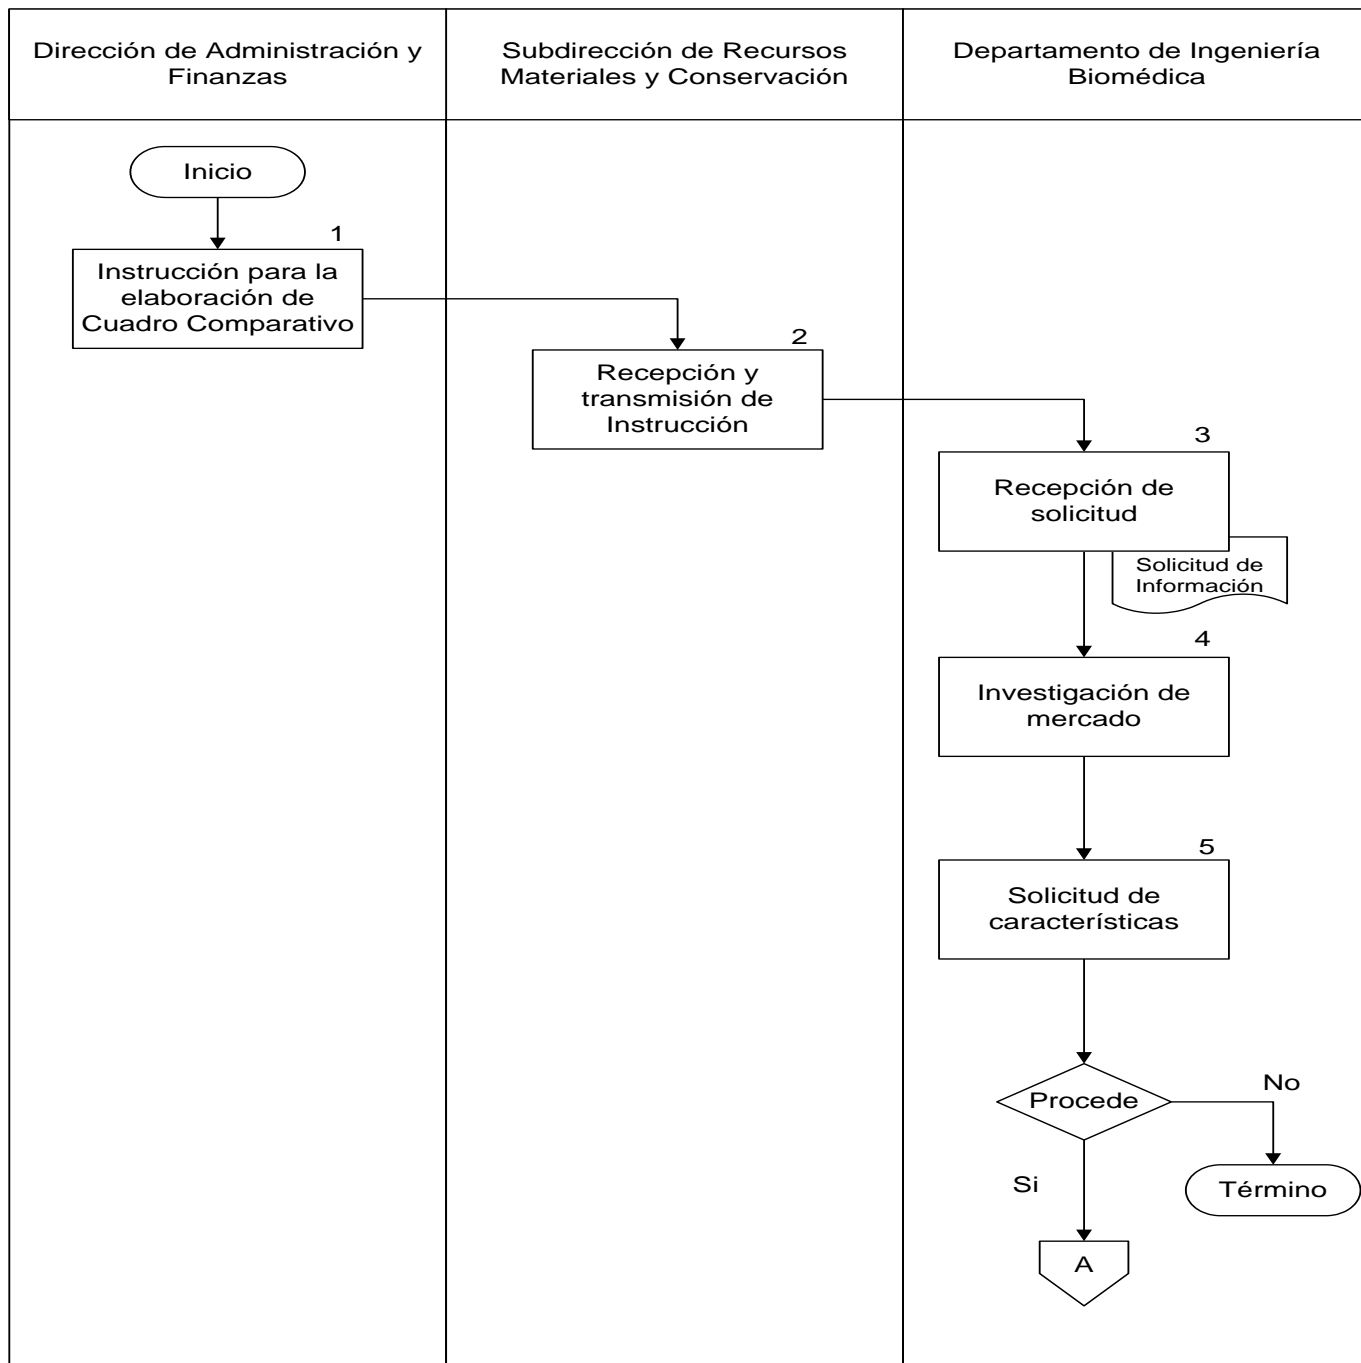 Dirección de Administración y
Finanzas
Subdirección de Recursos
Materiales y Conservación
Departamento de Ingeniería
Biomédica
Inicio
1
Instrucción para la
elaboración de
Cuadro Comparativo
2
Recepción y
transmisión de
Instrucción
3
Recepción de
solicitud
Solicitud de
Información
4
Investigación de
mercado
5
Solicitud de
característísticas
Procede
No
Si
Término
A